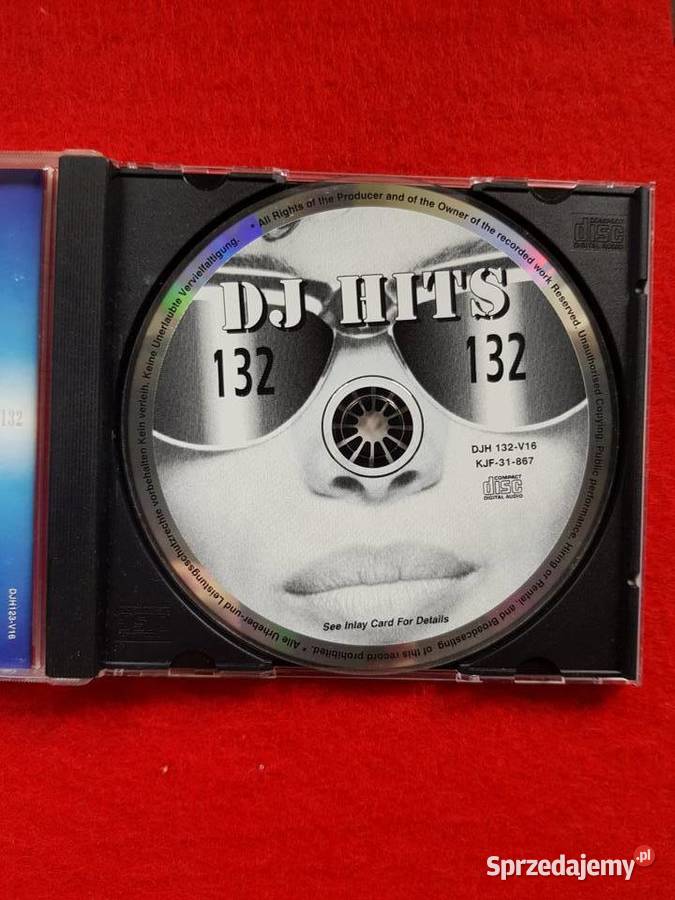 * All Rights of the Producer and of the Owner of the recorded work Reserved. Unauthorised Copying. Public performance. Hiring or Rental, and Broadcasting of this record prohibited. * Alle Urheber-und Leistungsschutzrechte vorbehalten Kein verleih. Keine Unerlaubte Vervielfaltigung.
DJ HITS
132 132
DJH 132-V16
KJF-31-867
COMPACT
disc
DIGITAL AUDIO
See Inlay Card For Details
COMPACT
disc
DIGITAL AUDIO
132
DJH123-V16
Sprzedajemy.pl